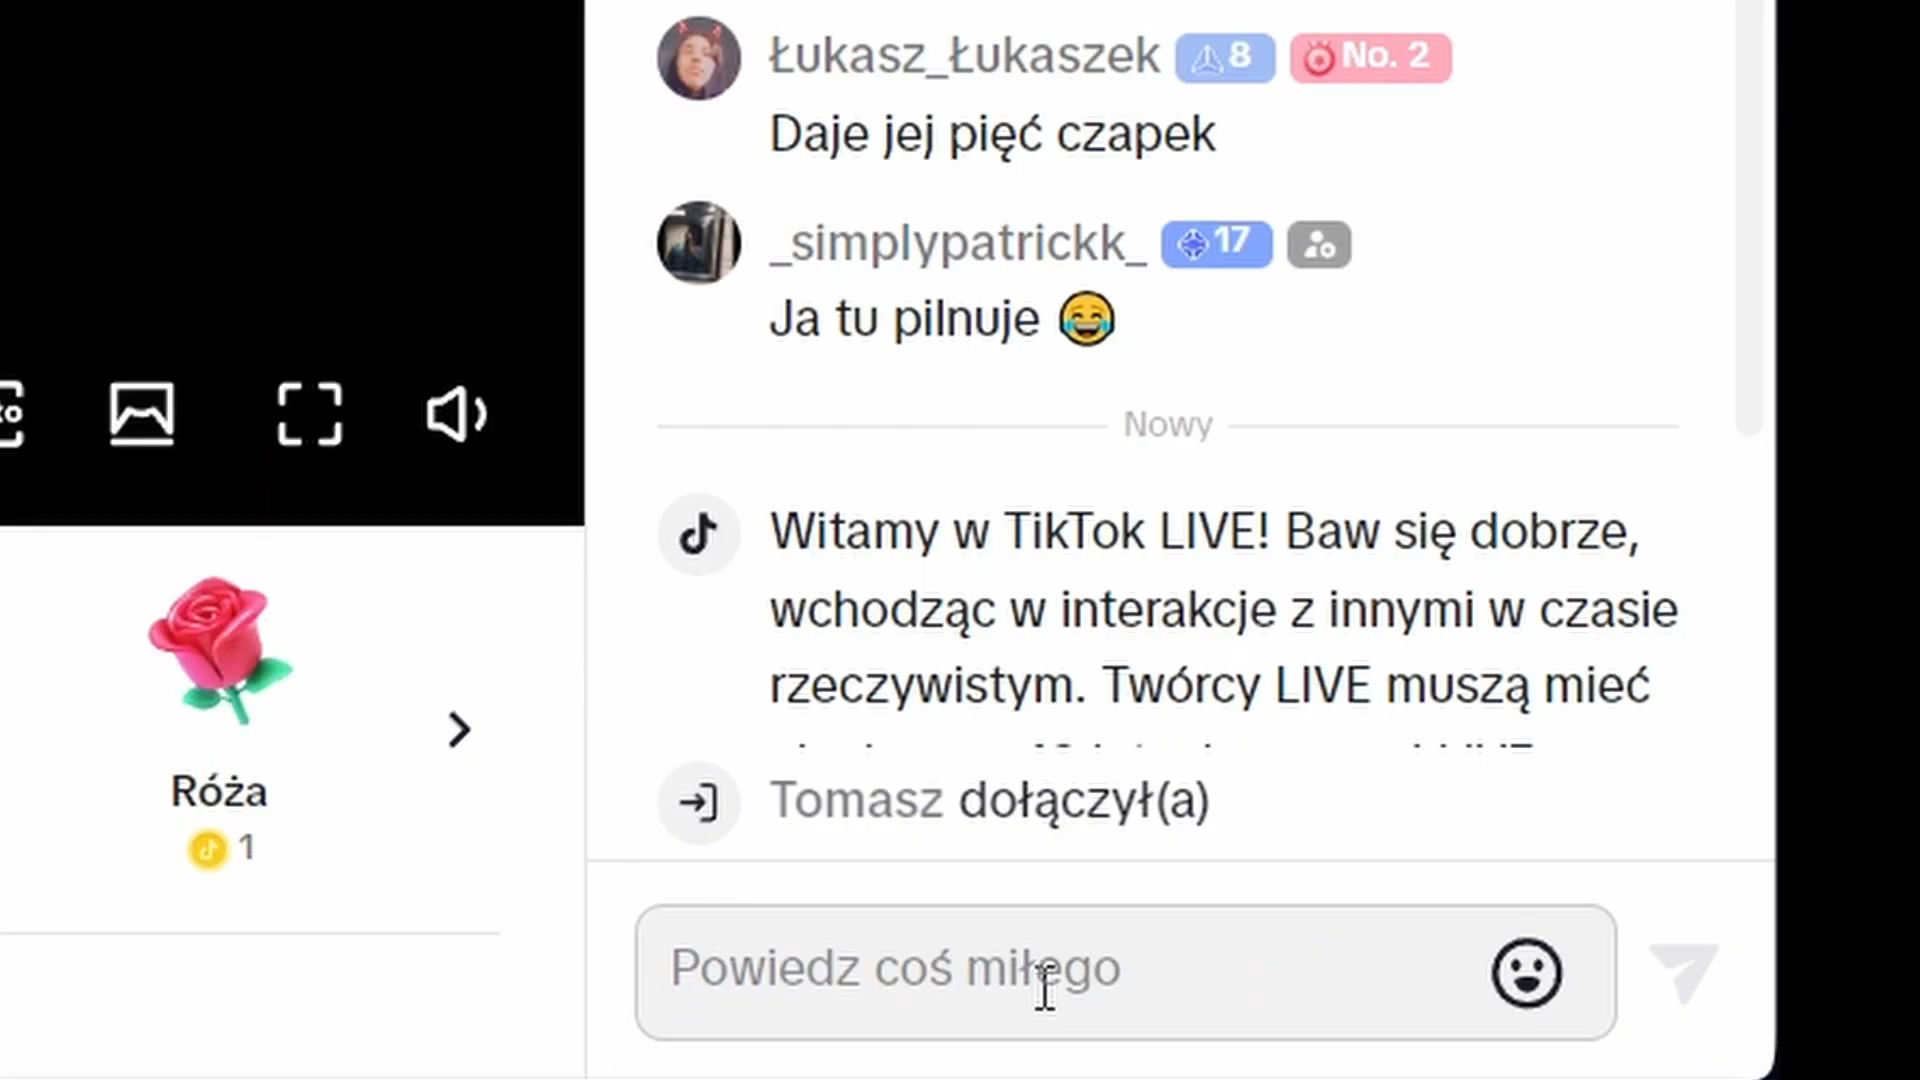 Łukasz_Łukaszek 8 No. 2
Daje jej pięć czapek
_simplypatrickk_ 17
Ja tu pilnuje
Nowy
Witamy w TikTok LIVE! Baw się dobrze,
wchodząc w interakcje z innymi w czasie
rzeczywistym. Twórcy LIVE muszą mieć
Tomasz dołączył(a)
Powiedz coś miłego
Róża
1